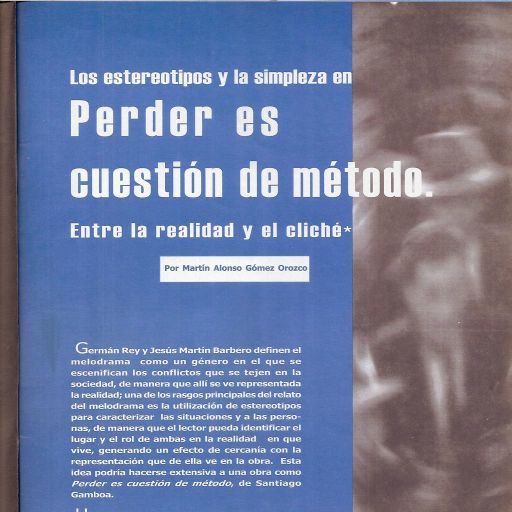 Los estereotipos y la simpleza en
Perder es
cuestión de método.
Entre la realidad y el cliché*
Por Martín Alonso Gómez Orozco
Germán Rey y Jesús Martín Barbero definen el
melodrama como un género en el que se
escenifican los conflictos que se tejen en la
sociedad, de manera que allí se ve representada
la realidad; una de los rasgos principales del relato
del melodrama es la utilización de estereotipos
para caracterizar las situaciones y a las perso-
nas, de manera que el lector pueda identificar el
lugar y el rol de ambas en la realidad en que
vive, generando un efecto de cercanía con la
representación que de ella ve en la obra. Esta
idea podría hacerse extensiva a una obra como
Perder es cuestión de método, de Santiago
Gamboa.